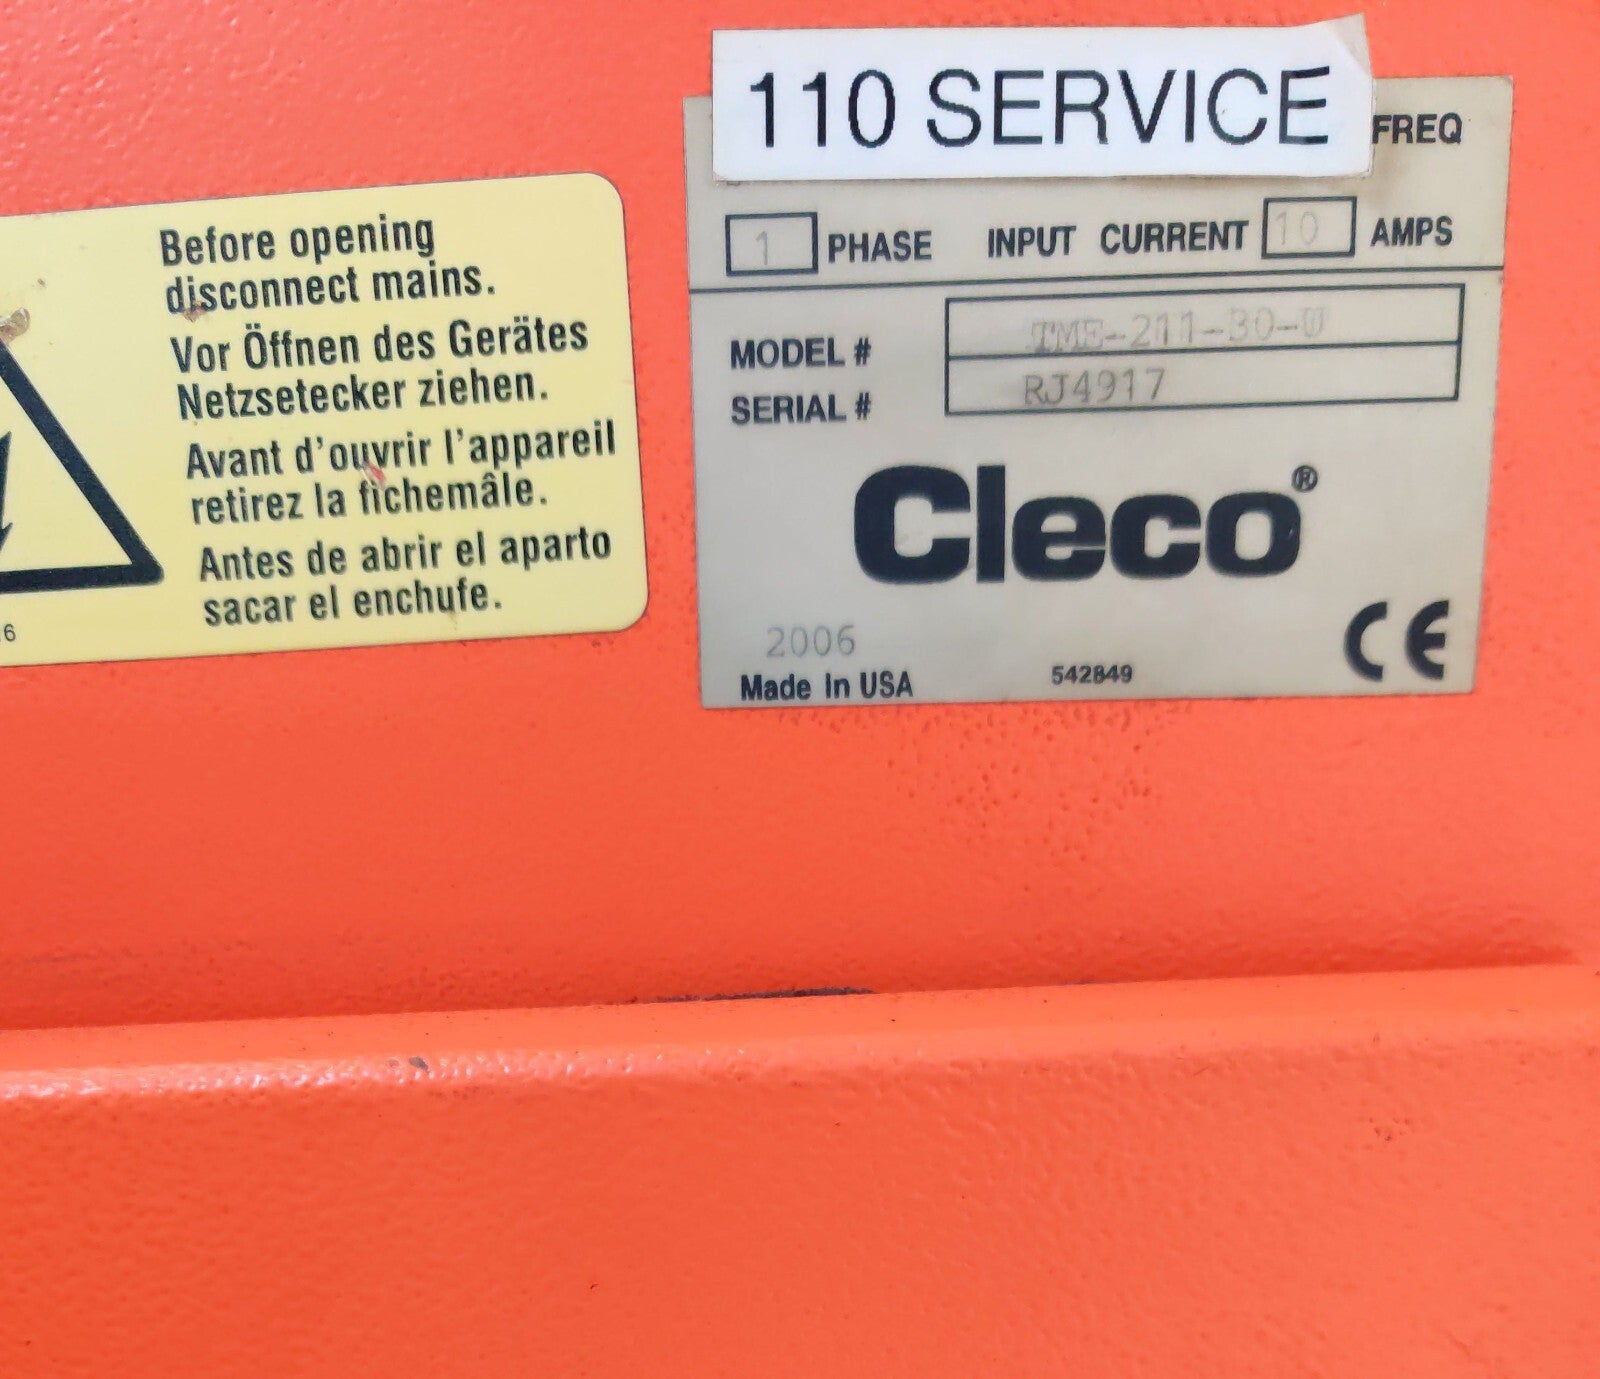 110 SERVICE
FREQ
1 PHASE INPUT CURRENT 10 AMPS
MODEL # TME-211-30-U
SERIAL # RJ4917
Cleco®
2006
Made In USA
542849
CE
Before opening
disconnect mains.
Vor Öffnen des Gerätes
Netzsetecker ziehen.
Avant d'ouvrir l'appareil
retirez la fichemâle.
Antes de abrir el aparto
sacar el enchufe.
6